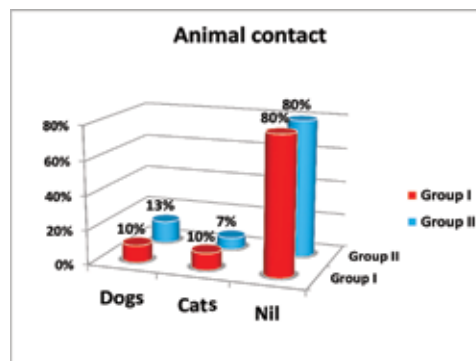 Animal contact
80%
60%
40%
20%
0%
10%
13%
10%
7%
80%
80%
Dogs
Cats
Nil
Group II
Group I
Group I
Group II